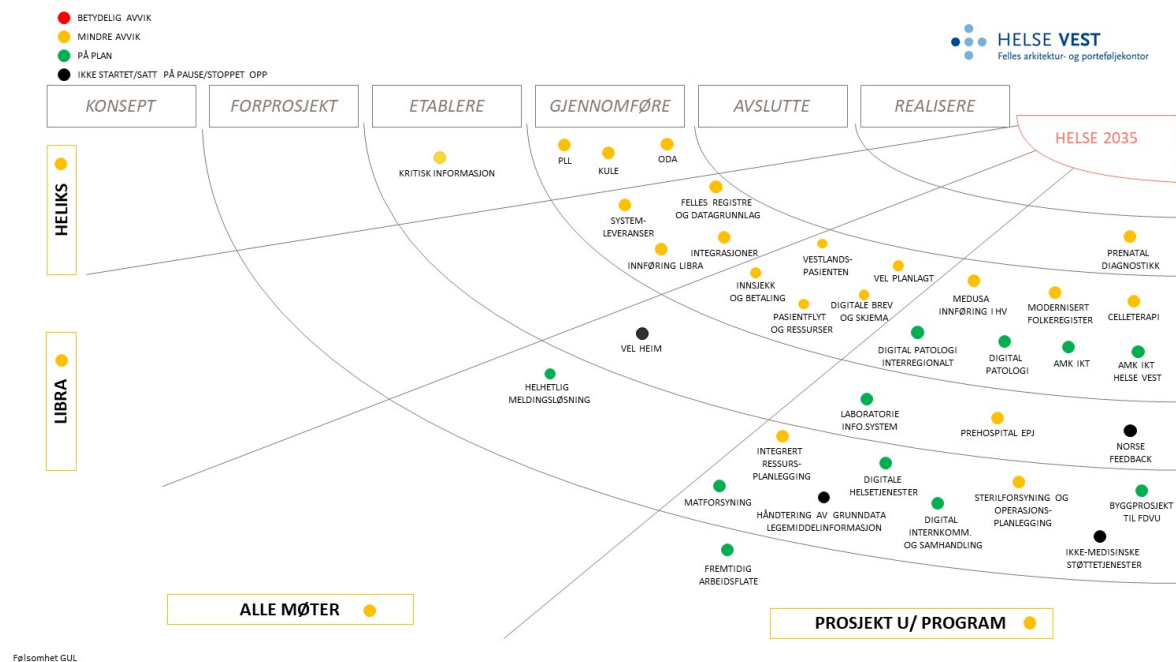 BETYDELIG AVVIK
MINDRE AVVIK
PÅ PLAN
IKKE STARTET/SATT PÅ PAUSE/STOPPET OPP
HELSE VEST
Felles arkitektur- og porteføljekontor
KONSEPT
FORPROSJEKT
ETABLERE
GJENNOMFØRE
AVSLUTTE
REALISERE
HELSE 2035
HELIKS
KRITISK INFORMASJON
PLL
KULE
ODA
SYSTEM-
LEVERANSER
FELLES REGISTRE
OG DATAGRUNNLAG
INNFØRING LIBRA
INTEGRASJONER
INNSJEKK
OG BETALING
VESTLANDS-
PASIENTEN
VEL PLANLAGT
PASIENTFLYT
OG RESSURSER
DIGITALE BREV
OG SKJEMA
MEDUSA
INNFØRING I HV
MODERNISERT
FOLKEREGISTER
PRENATAL
DIAGNOSTIKK
CELLETERAPI
LIBRA
VEL HEIM
HELHETLIG
MELDINGSLØSNING
DIGITAL PATOLOGI
INTERREGIONALT
DIGITAL
PATOLOGI
AMK IKT
AMK IKT
HELSE VEST
LABORATORIE
INFO.SYSTEM
PREHOSPITAL EPJ
NORSE
FEEDBACK
INTEGRERT
RESSURS-
PLANLEGGING
MATFORSYNING
DIGITALE
HELSETJENESTER
HÅNDTERING AV GRUNNDATA
LEGEMIDDELINFORMASJON
DIGITAL
INTERNKOMM.
OG SAMHANDLING
STERILFORSYNING OG
OPERASJONS-
PLANLEGGING
BYGGPROSJEKT
TIL FDVU
IKKE-MEDISINSKE
STØTTETJENESTER
FREMTIDIG
ARBEIDSFLATE
ALLE MØTER
PROSJEKT U/ PROGRAM
Følsomhet GUL